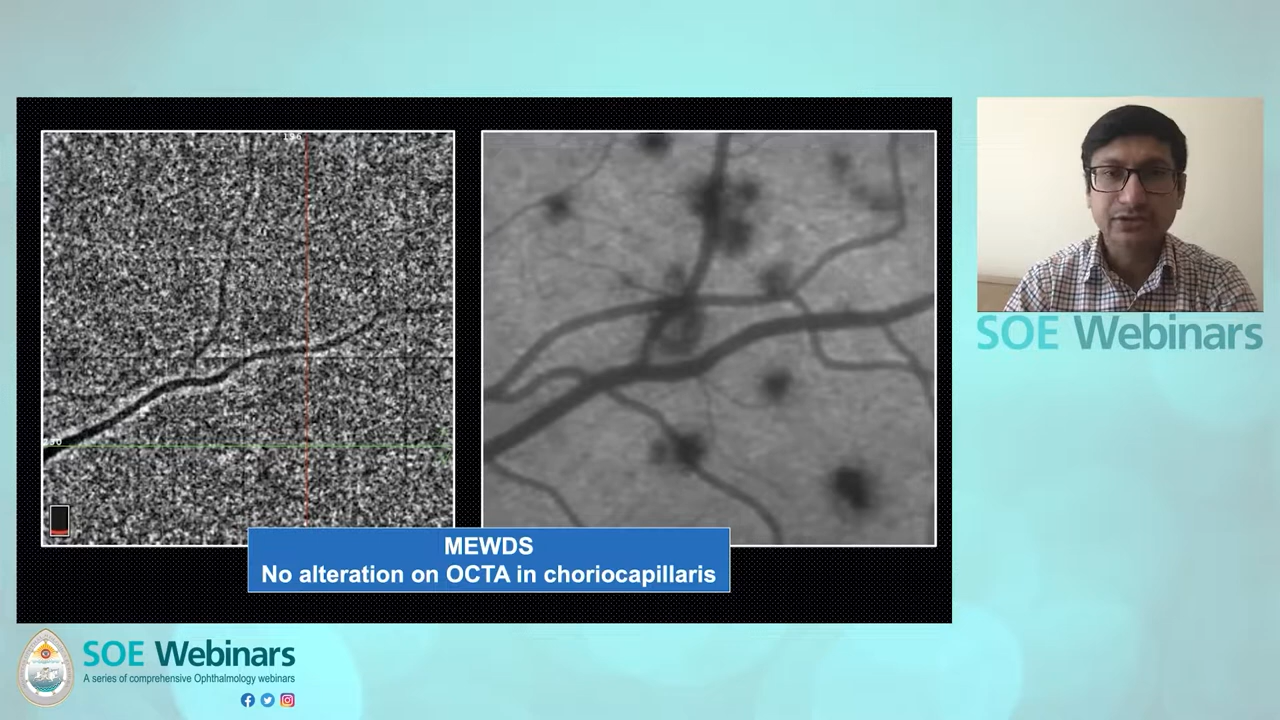 MEWDS
No alteration on OCTA in choriocapillaris
SOE Webinars
SOE Webinars
A series of comprehensive Ophthalmology webinars